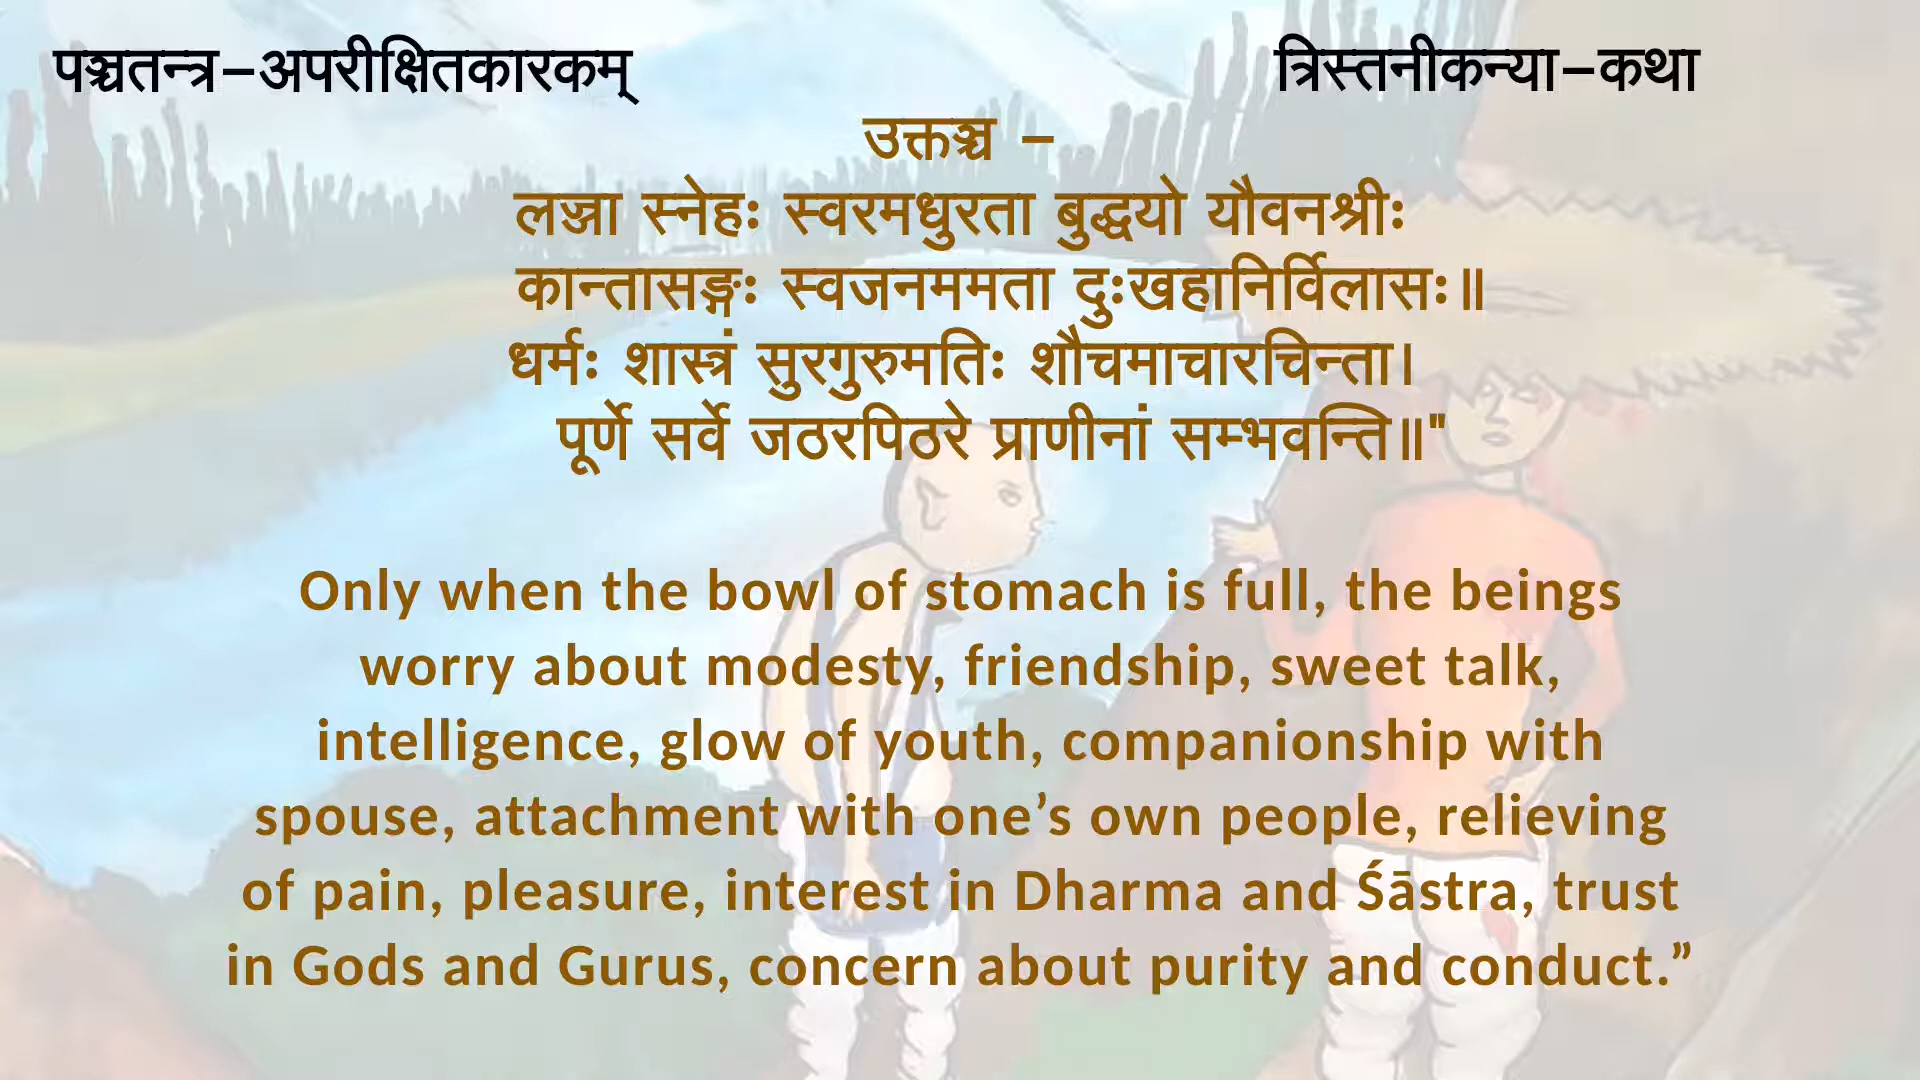 पञ्चतन्त्र–अपरीक्षितकारकम्
त्रिस्तनीकन्या–कथा
उक्तञ्च –
लज्जा स्नेहः स्वरमधुरता बुद्धयो यौवनश्रीः
कान्तासङ्गः स्वजनममता दुःखहानिर्विलासः॥
धर्मः शास्त्रं सुरगुरुमतिः शौचमाचारचिन्ता।
पूर्णे सर्वे जठरपिठरे प्राणीनां सम्भवन्ति॥"
Only when the bowl of stomach is full, the beings
worry about modesty, friendship, sweet talk,
intelligence, glow of youth, companionship with
spouse, attachment with one’s own people, relieving
of pain, pleasure, interest in Dharma and Śāstra, trust
in Gods and Gurus, concern about purity and conduct.”